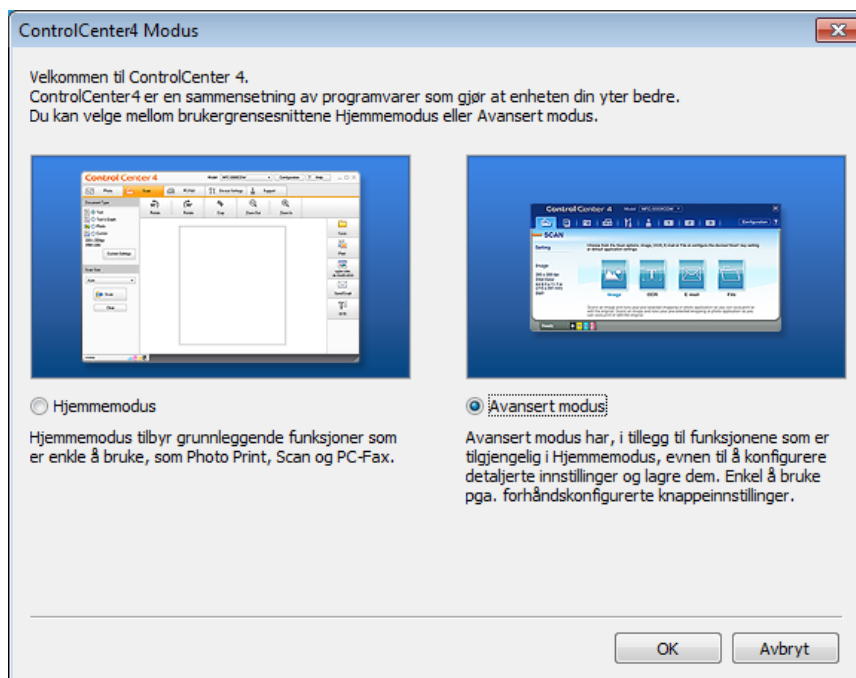 ControlCenter4 Modus
Velkommen til ControlCenter 4.
ControlCenter4 er en sammensetning av programvarer som gjør at enheten din yter bedre.
Du kan velge mellom brukergrensesnittene Hjemmemodus eller Avansert modus.
Control Center 4
Control Center 4
SCAN
Image
OCR
E-mail
File
Hjemmemodus
Hjemmemodus tilbyr grunnleggende funksjoner som
er enkle å bruke, som Photo Print, Scan og PC-Fax.
Avansert modus
Avansert modus har, i tillegg til funksjonene som er
tilgjengelig i Hjemmemodus, evnen til å konfigurere
detaljerte innstillinger og lagre dem. Enkel å bruke
pga. forhåndskonfigurerte knappeinnstillinger.
OK
Avbryt